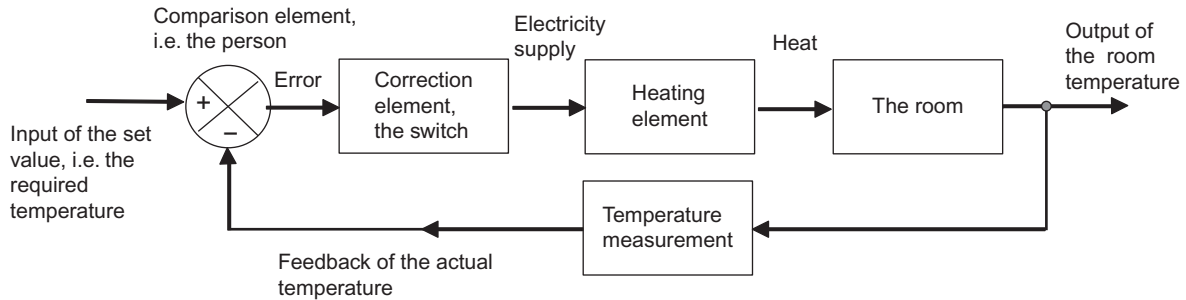 Comparison element,
i.e. the person
Error
+
–
Input of the set
value, i.e. the
required
temperature
Correction
element,
the switch
Electricity
supply
Heating
element
Heat
The room
Output of
the room
temperature
Temperature
measurement
Feedback of the actual
temperature